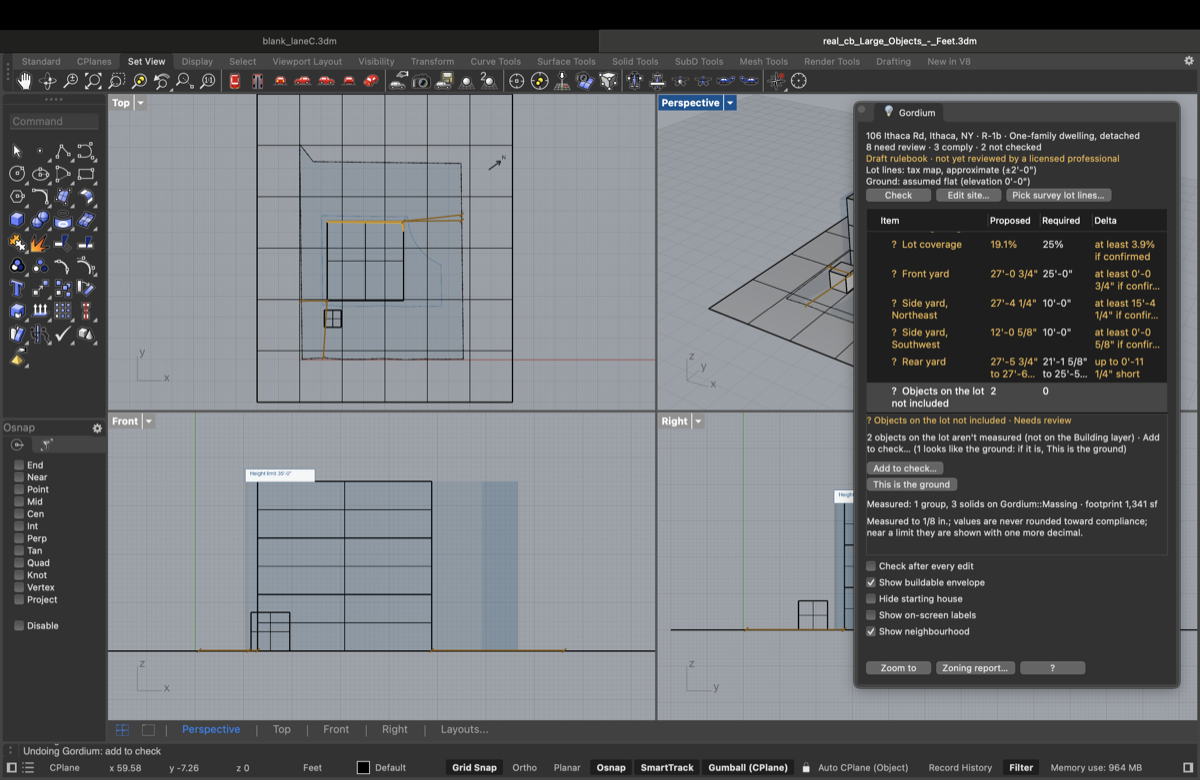 blank_laneC.3dm
real_cb_Large_Objects_-_Feet.3dm
Standard CPlanes Set View Display Select Viewport Layout Visibility Transform Curve Tools Surface Tools Solid Tools SubD Tools Mesh Tools Render Tools Drafting New in V8
Command
Top
N
y
x
Perspective
z
y
x
Gordium
106 Ithaca Rd, Ithaca, NY · R-1b · One-family dwelling, detached
8 need review · 3 comply · 2 not checked
Draft rulebook · not yet reviewed by a licensed professional
Lot lines: tax map, approximate (±2'-0")
Ground: assumed flat (elevation 0'-0")
Check Edit site... Pick survey lot lines...
Item Proposed Required Delta
? Lot coverage 19.1% 25% at least 3.9%
if confirmed
? Front yard 27'-0 3/4" 25'-0" at least 0'-0
3/4" if confir...
? Side yard, 27'-4 1/4" 10'-0" at least 15'-4
Northeast 1/4" if confir...
? Side yard, 12'-0 5/8" 10'-0" at least 0'-0
Southwest 5/8" if confir...
? Rear yard 27'-5 3/4" 21'-1 5/8" up to 0'-11
to 27'-6... to 25'-5... 1/4" short
? Objects on the lot 2 0
not included
? Objects on the lot not included · Needs review
2 objects on the lot aren't measured (not on the Building layer) · Add
to check... (1 looks like the ground: if it is, This is the ground)
Add to check...
This is the ground
Measured: 1 group, 3 solids on Gordium::Massing · footprint 1,341 sf
Measured to 1/8 in.; values are never rounded toward compliance;
near a limit they are shown with one more decimal.
Check after every edit
Show buildable envelope
Hide starting house
Show on-screen labels
Show neighbourhood
Zoom to Zoning report... ?
Osnap
End
Near
Point
Mid
Cen
Int
Perp
Tan
Quad
Knot
Vertex
Project
Disable
Front
Height limit 35'-0"
z
x
Right
Height
z
y
Perspective Top Front Right Layouts...
Undoing Gordium: add to check
CPlane x 59.58 y -7.26 z 0 Feet Default Grid Snap Ortho Planar Osnap SmartTrack Gumball (CPlane) Auto CPlane (Object) Record History Filter Memory use: 964 MB